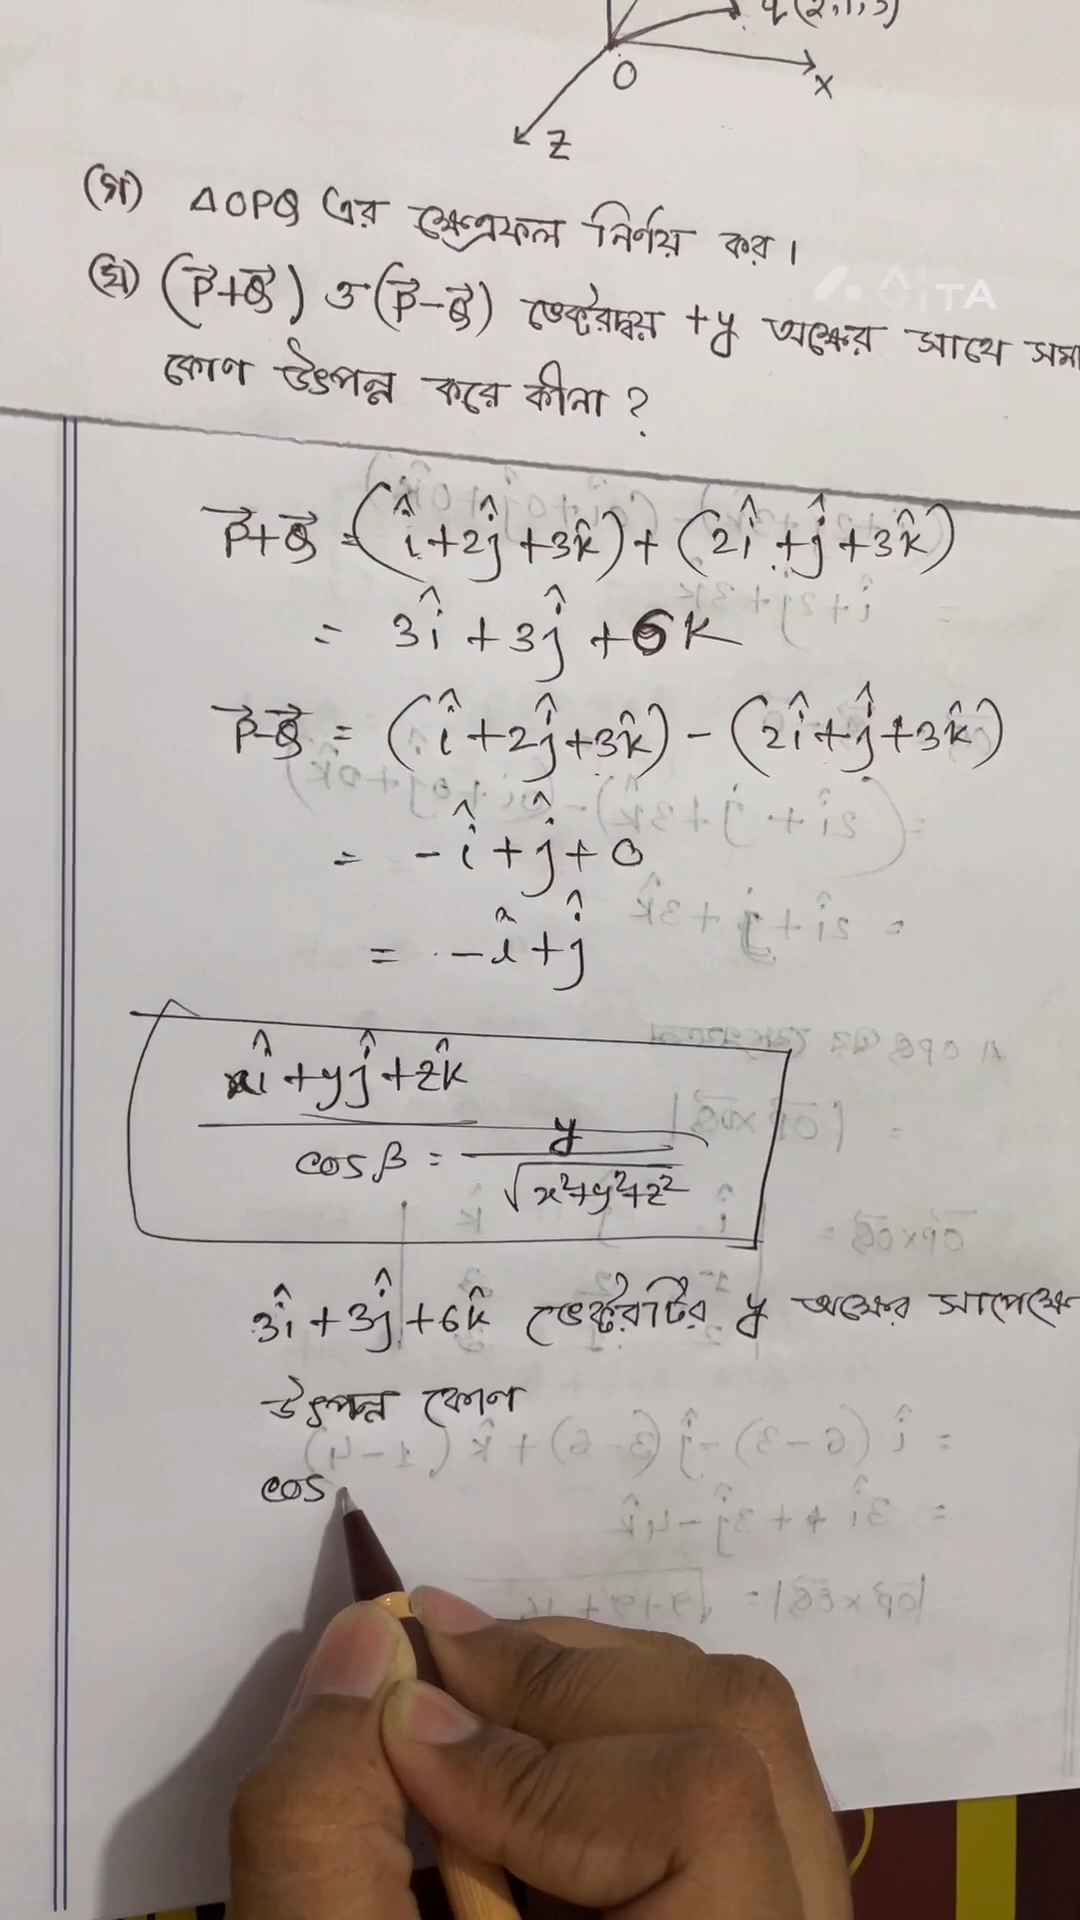 Q(2,1,3)
O
x
z
(গ) ΔOPQ এর ক্ষেত্রফল নির্ণয় কর।
(ঘ) (P⃗+Q⃗) ও (P⃗-Q⃗) ভেক্টরদ্বয় +y অক্ষের সাথে সম
কোণ উৎপন্ন করে কীনা?
P⃗+Q⃗ = (î+2ĵ+3k̂) + (2î+ĵ+3k̂)
= 3î + 3ĵ + 6k
P⃗-Q⃗ = (î+2ĵ+3k̂) - (2î+ĵ+3k̂)
= -î+ĵ+0
= -î+ĵ
xî+yĵ+zk̂
cosβ = y/√x²+y²+z²
3î+3ĵ+6k̂ ভেক্টরটির y অক্ষের সাপেক্ষে
উৎপন্ন কোণ
cos